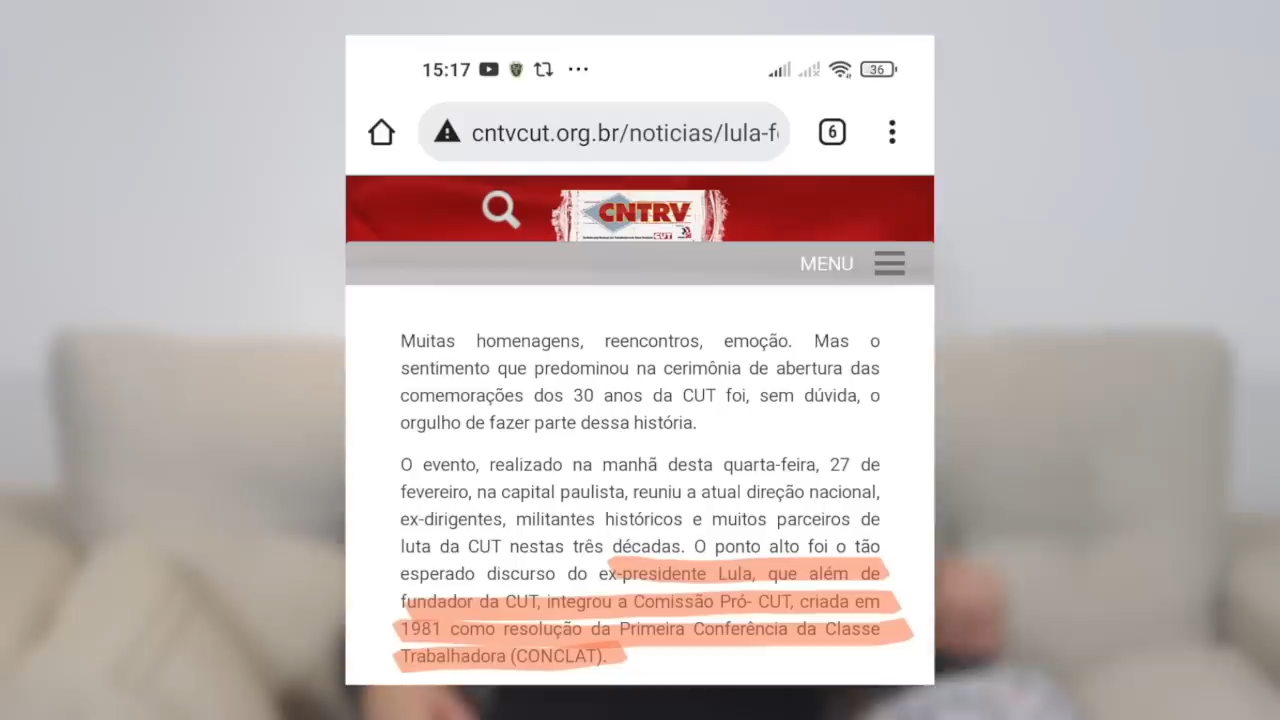 15:17
36
cntvcut.org.br/noticias/lula-f
6
CNTRV
CUT
MENU
Muitas homenagens, reencontros, emoção. Mas o
sentimento que predominou na cerimônia de abertura das
comemorações dos 30 anos da CUT foi, sem dúvida, o
orgulho de fazer parte dessa história.
O evento, realizado na manhã desta quarta-feira, 27 de
fevereiro, na capital paulista, reuniu a atual direção nacional,
ex-dirigentes, militantes históricos e muitos parceiros de
luta da CUT nestas três décadas. O ponto alto foi o tão
esperado discurso do ex-presidente Lula, que além de
fundador da CUT, integrou a Comissão Pró- CUT, criada em
1981 como resolução da Primeira Conferência da Classe
Trabalhadora (CONCLAT).